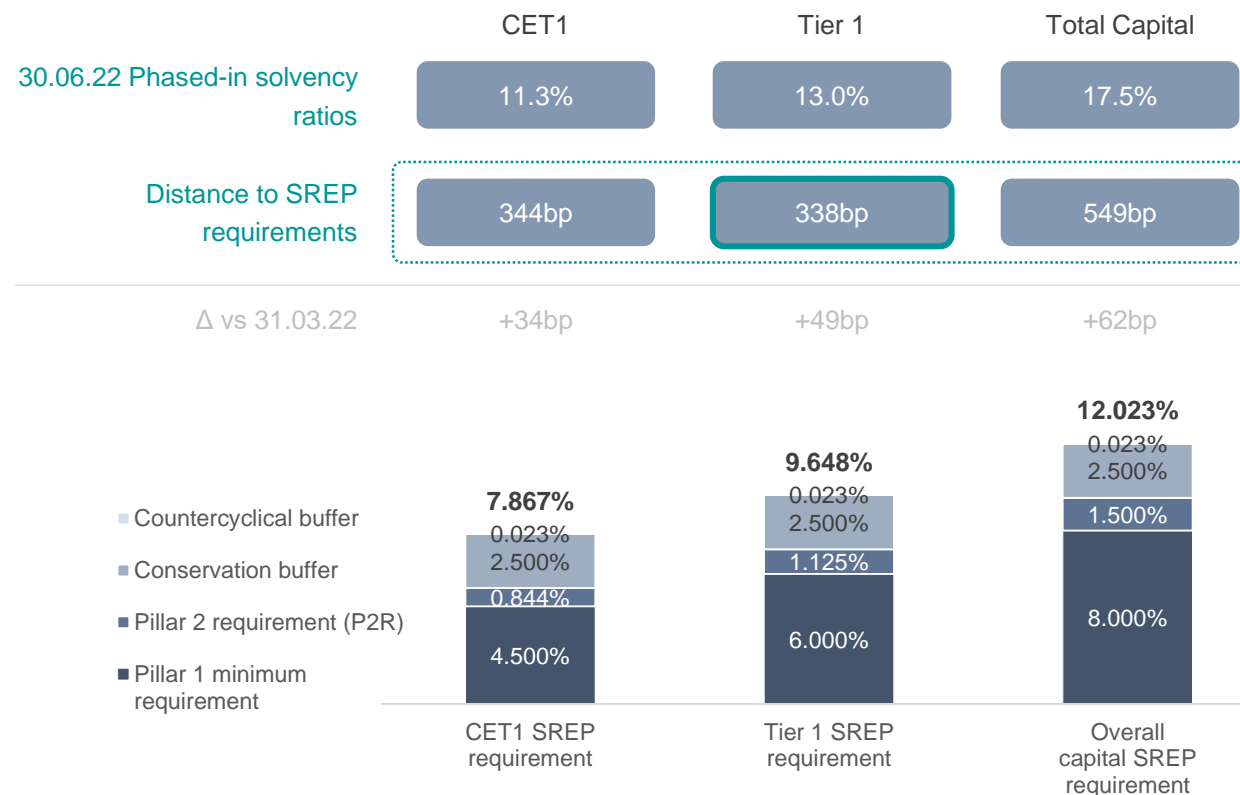 CET1
Tier 1
Total Capital
30.06.22 Phased-in solvency
ratios
11.3%
13.0%
17.5%
Distance to SREP
requirements
344bp
338bp
549bp
Δ vs 31.03.22
+34bp
+49bp
+62bp
Countercyclical buffer
Conservation buffer
Pillar 2 requirement (P2R)
Pillar 1 minimum
requirement
7.867%
0.023%
2.500%
0.844%
4.500%
CET1 SREP
requirement
9.648%
0.023%
2.500%
1.125%
6.000%
Tier 1 SREP
requirement
12.023%
0.023%
2.500%
1.500%
8.000%
Overall
capital SREP
requirement